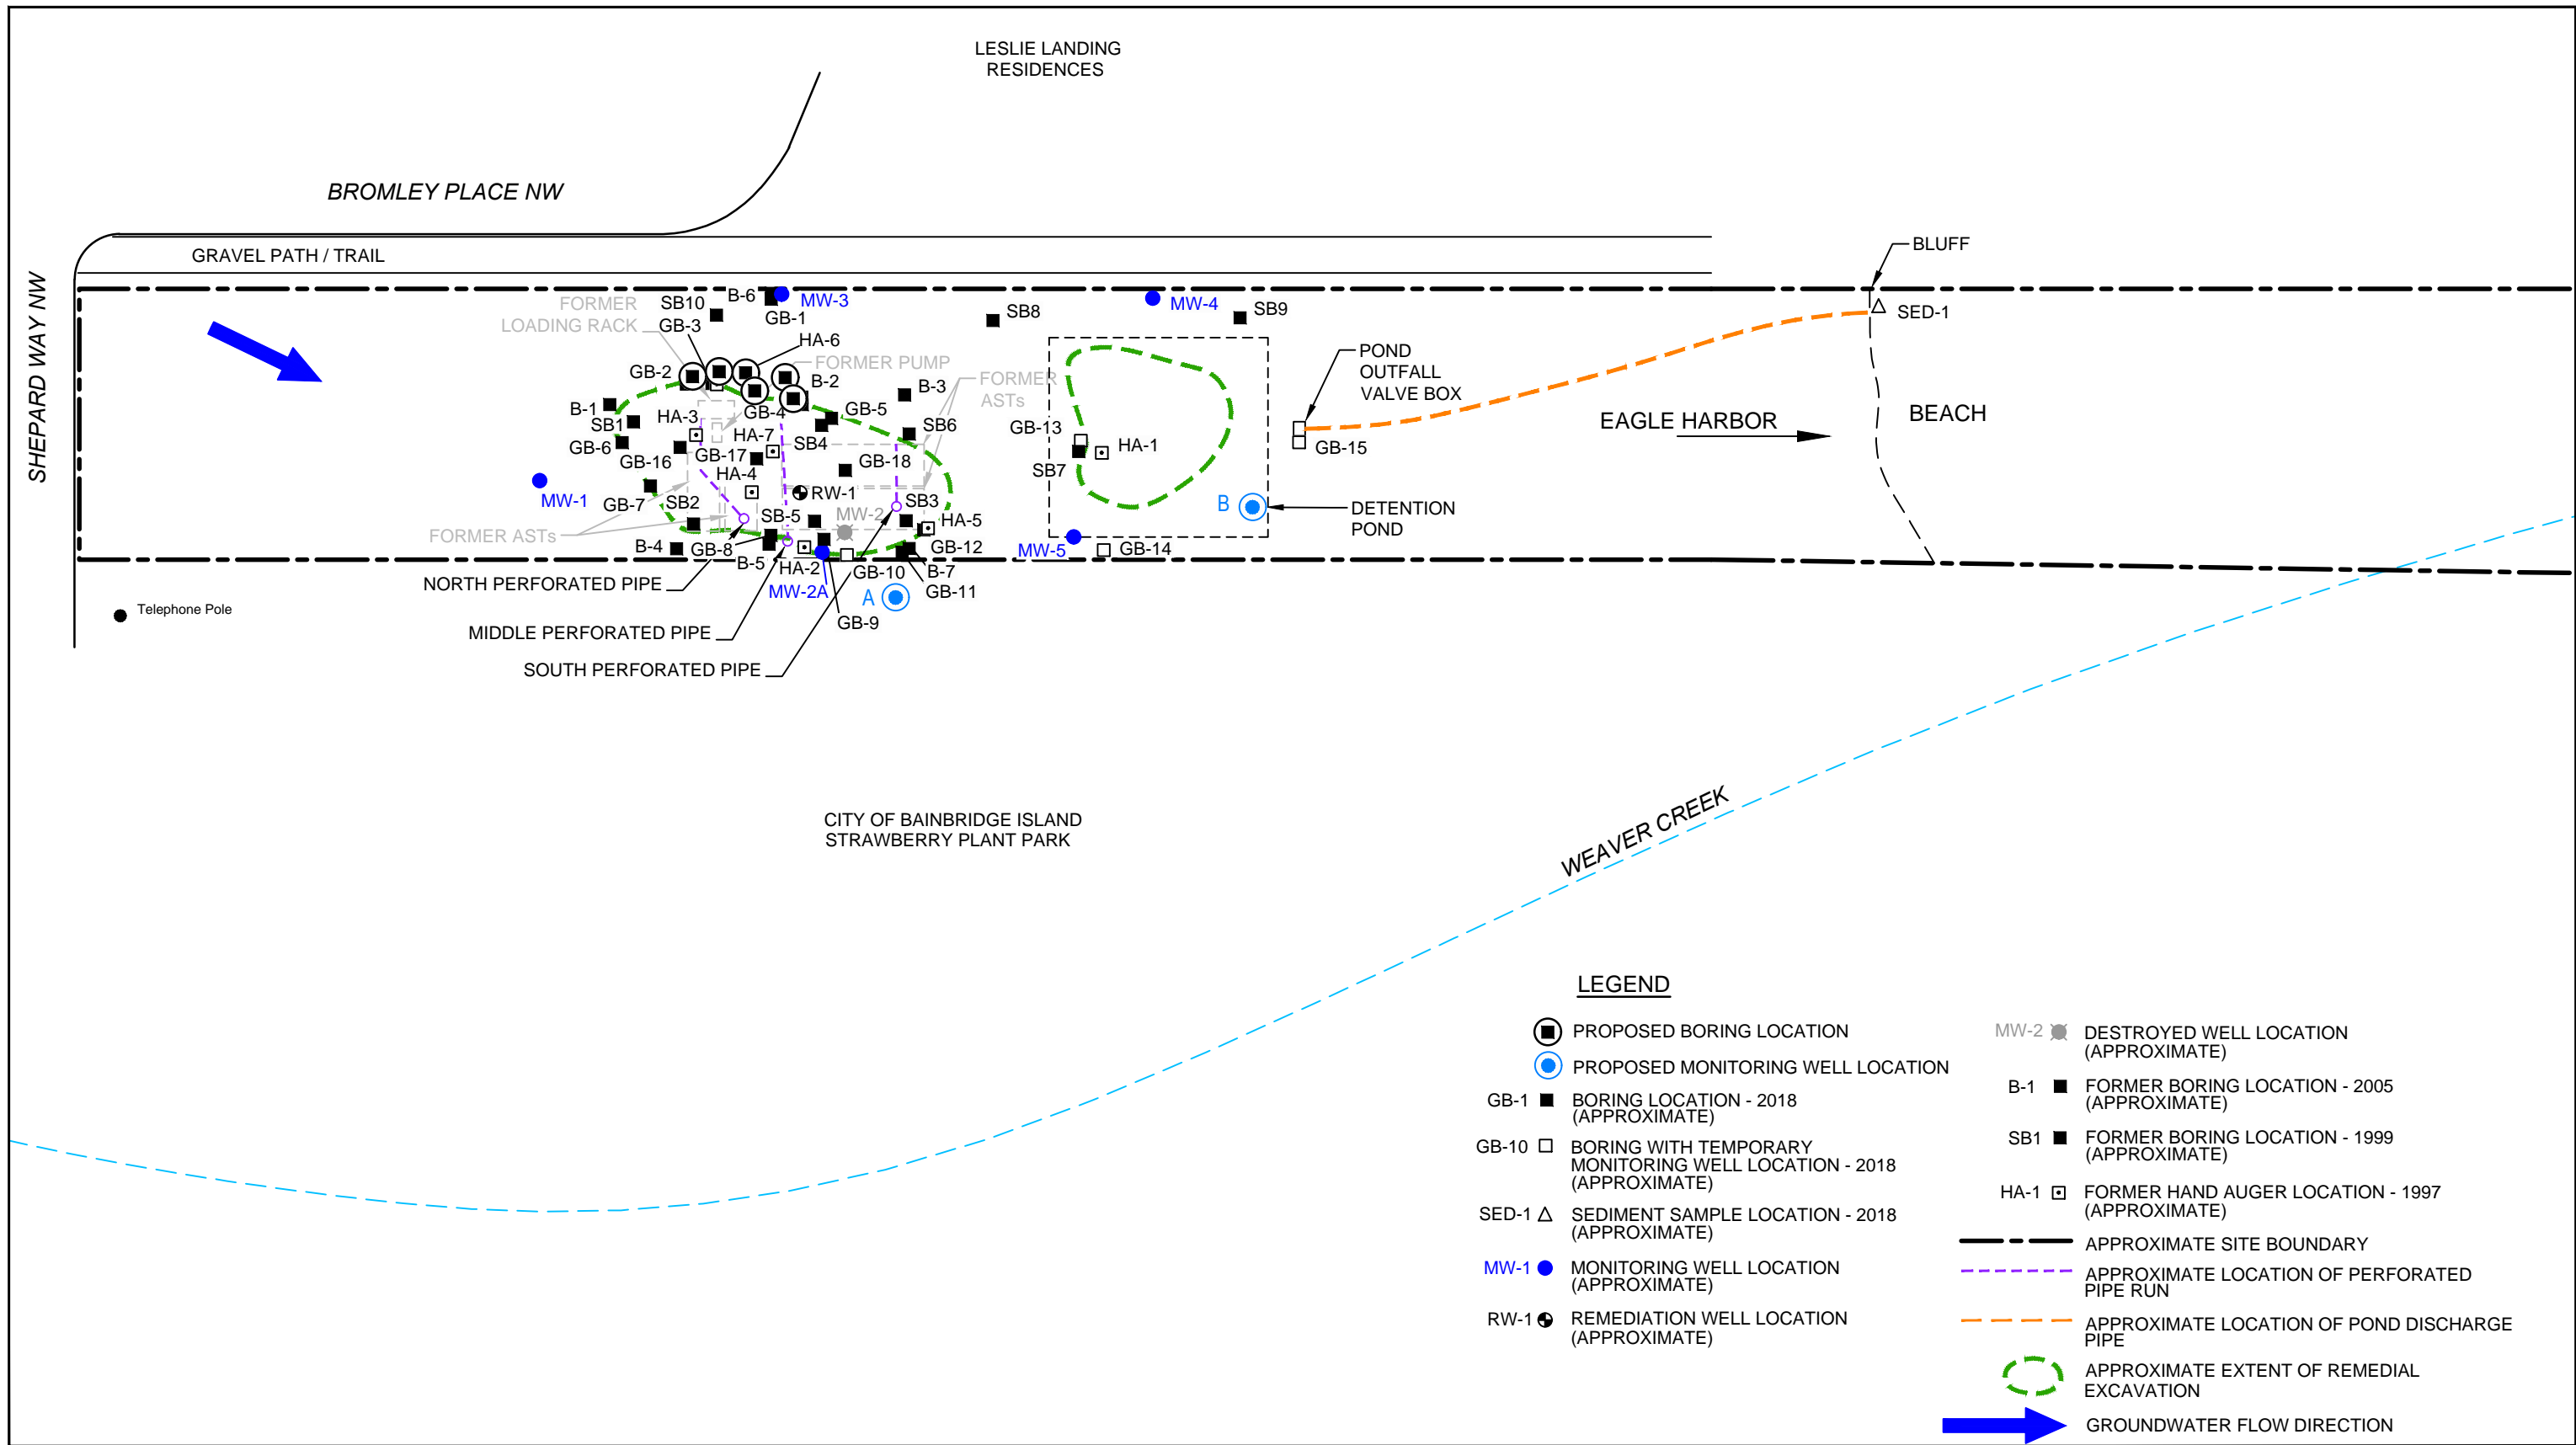 LESLIE LANDING
RESIDENCES
BROMLEY PLACE NW
GRAVEL PATH / TRAIL
SHEPARD WAY NW
BLUFF
SED-1
BEACH
EAGLE HARBOR
FORMER
LOADING RACK
SB10
B-6
MW-3
GB-1
GB-3
HA-6
FORMER PUMP
GB-2
B-2
B-3
FORMER
ASTs
SB8
MW-4
SB9
POND
OUTFALL
VALVE BOX
B-1
SB1
GB-6
HA-3
GB-4
GB-5
HA-7
SB4
SB6
GB-16
GB-17
HA-4
GB-18
GB-13
HA-1
SB7
GB-15
MW-1
GB-7
SB2
RW-1
SB3
SB-5
MW-2
HA-5
B
DETENTION
POND
FORMER ASTs
B-4
GB-8
B-5
HA-2
GB-10
B-7
GB-12
GB-11
MW-5
GB-14
NORTH PERFORATED PIPE
MW-2A
A
GB-9
Telephone Pole
MIDDLE PERFORATED PIPE
SOUTH PERFORATED PIPE
CITY OF BAINBRIDGE ISLAND
STRAWBERRY PLANT PARK
WEAVER CREEK
LEGEND
PROPOSED BORING LOCATION
PROPOSED MONITORING WELL LOCATION
GB-1 BORING LOCATION - 2018
(APPROXIMATE)
GB-10 BORING WITH TEMPORARY
MONITORING WELL LOCATION - 2018
(APPROXIMATE)
SED-1 SEDIMENT SAMPLE LOCATION - 2018
(APPROXIMATE)
MW-1 MONITORING WELL LOCATION
(APPROXIMATE)
RW-1 REMEDIATION WELL LOCATION
(APPROXIMATE)
MW-2 DESTROYED WELL LOCATION
(APPROXIMATE)
B-1 FORMER BORING LOCATION - 2005
(APPROXIMATE)
SB1 FORMER BORING LOCATION - 1999
(APPROXIMATE)
HA-1 FORMER HAND AUGER LOCATION - 1997
(APPROXIMATE)
APPROXIMATE SITE BOUNDARY
APPROXIMATE LOCATION OF PERFORATED
PIPE RUN
APPROXIMATE LOCATION OF POND DISCHARGE
PIPE
APPROXIMATE EXTENT OF REMEDIAL
EXCAVATION
GROUNDWATER FLOW DIRECTION